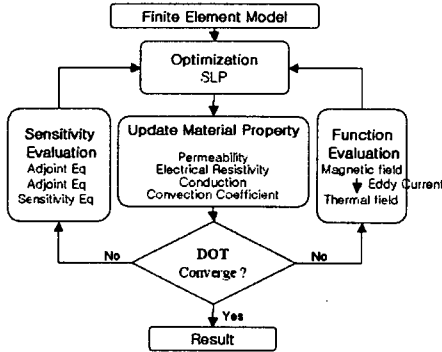 Finite Element Model
Optimization
SLP
Sensitivity
Evaluation
Adjoint Eq
Adjoint Eq
Sensitivity Eq
Update Material Property
Permeability
Electrical Resistivity
Conduction
Convection Coefficient
Function
Evaluation
Magnetic field
Eddy Current
Thermal field
No
DOT
Converge ?
No
Yes
Result